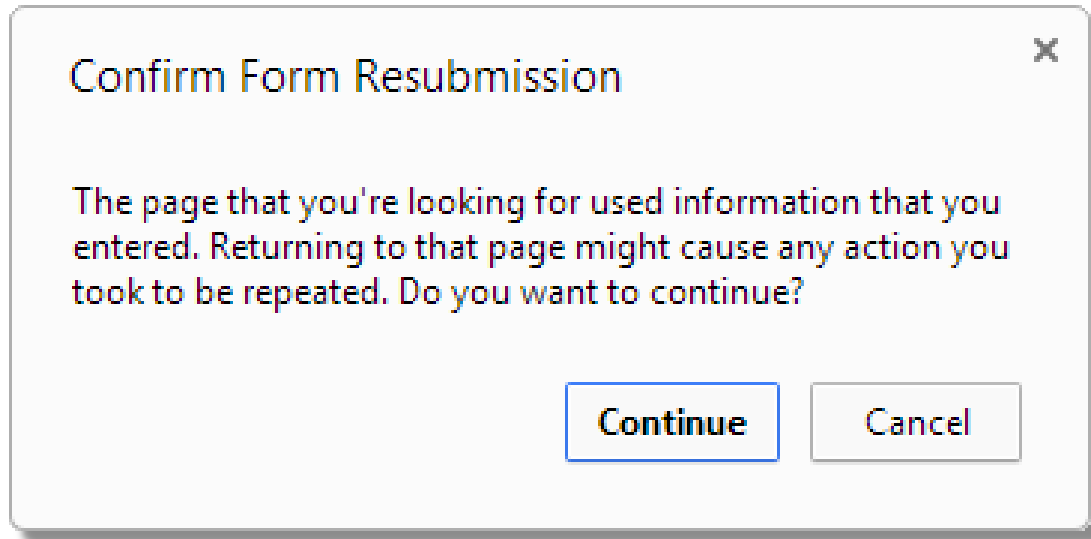 Confirm Form Resubmission
The page that you're looking for used information that you
entered. Returning to that page might cause any action you
took to be repeated. Do you want to continue?
Continue Cancel